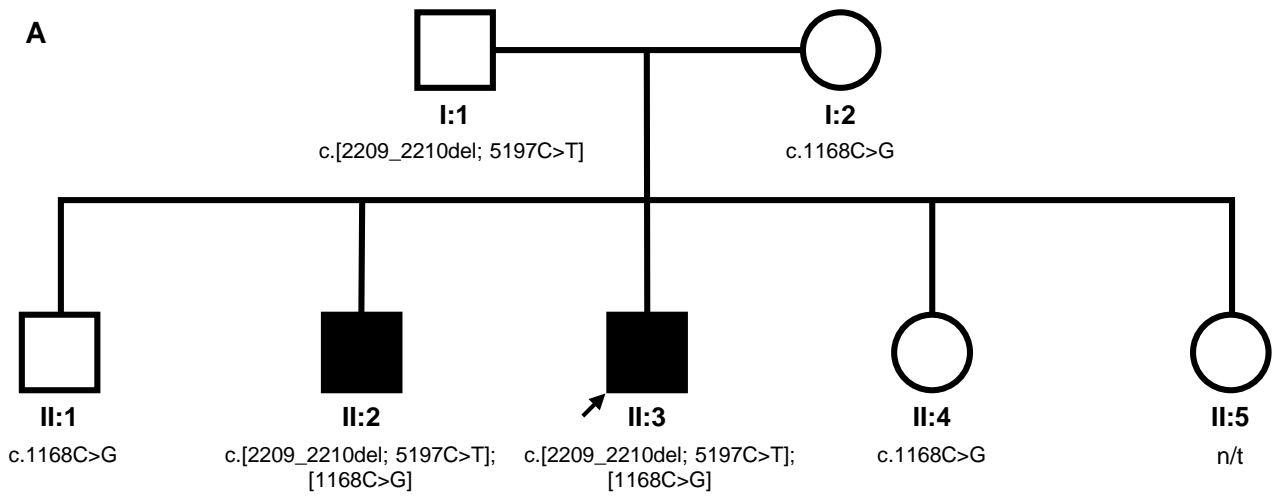 A
I:1
I:2
c.[2209_2210del; 5197C>T]
c.1168C>G
II:1
II:2
II:3
II:4
II:5
c.1168C>G
c.[2209_2210del; 5197C>T];
[1168C>G]
c.[2209_2210del; 5197C>T];
[1168C>G]
c.1168C>G
n/t